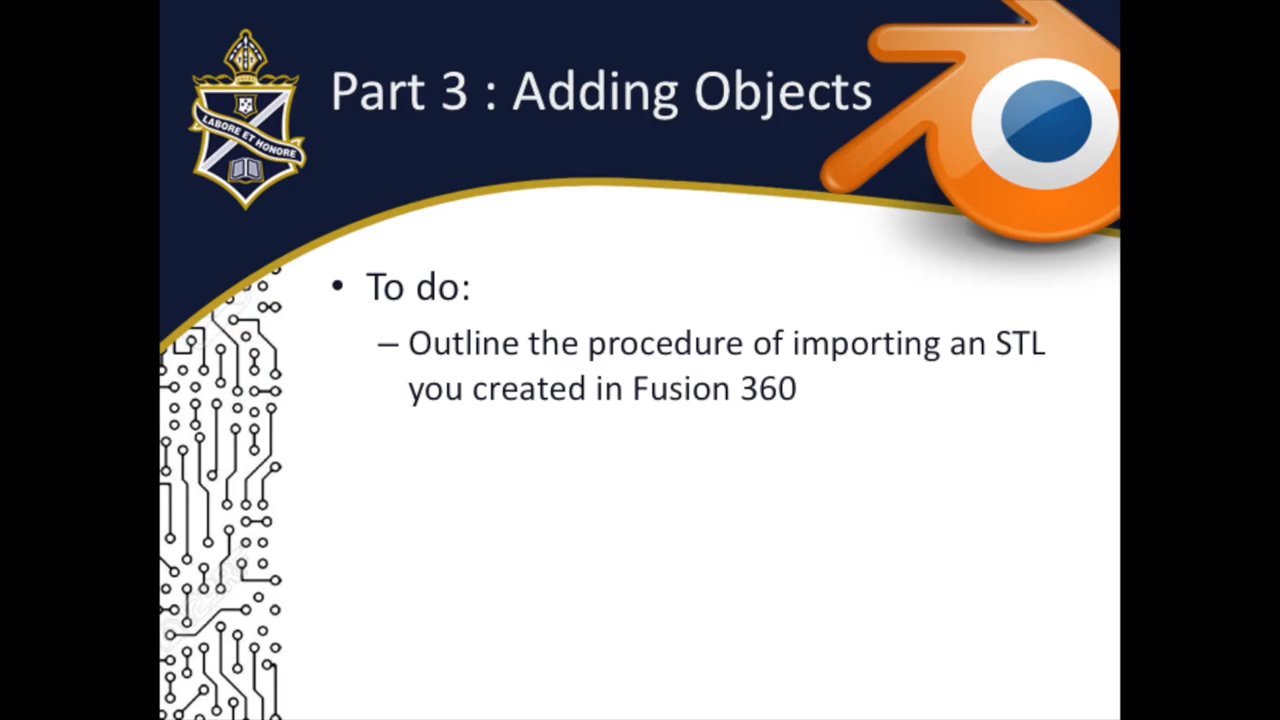 Part 3 : Adding Objects
LABORE ET HONORE
• To do:
– Outline the procedure of importing an STL
you created in Fusion 360